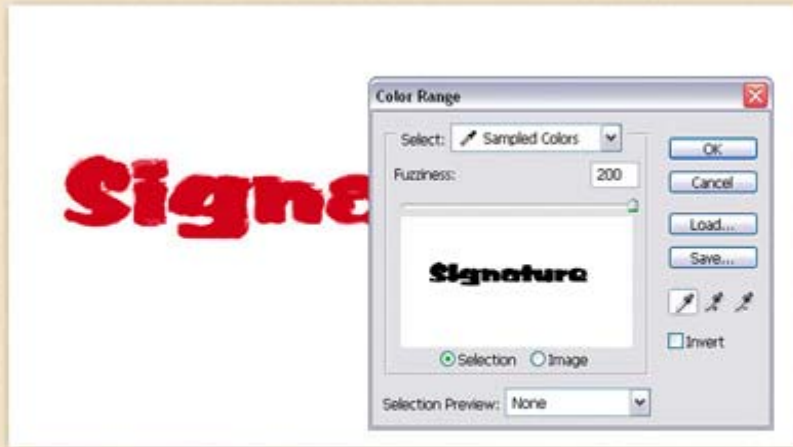 Color Range
Select: Sampled Colors
OK
Fuzziness: 200
Cancel
Load...
Save...
Signa
Signature
Invert
Selection Image
Selection Preview: None